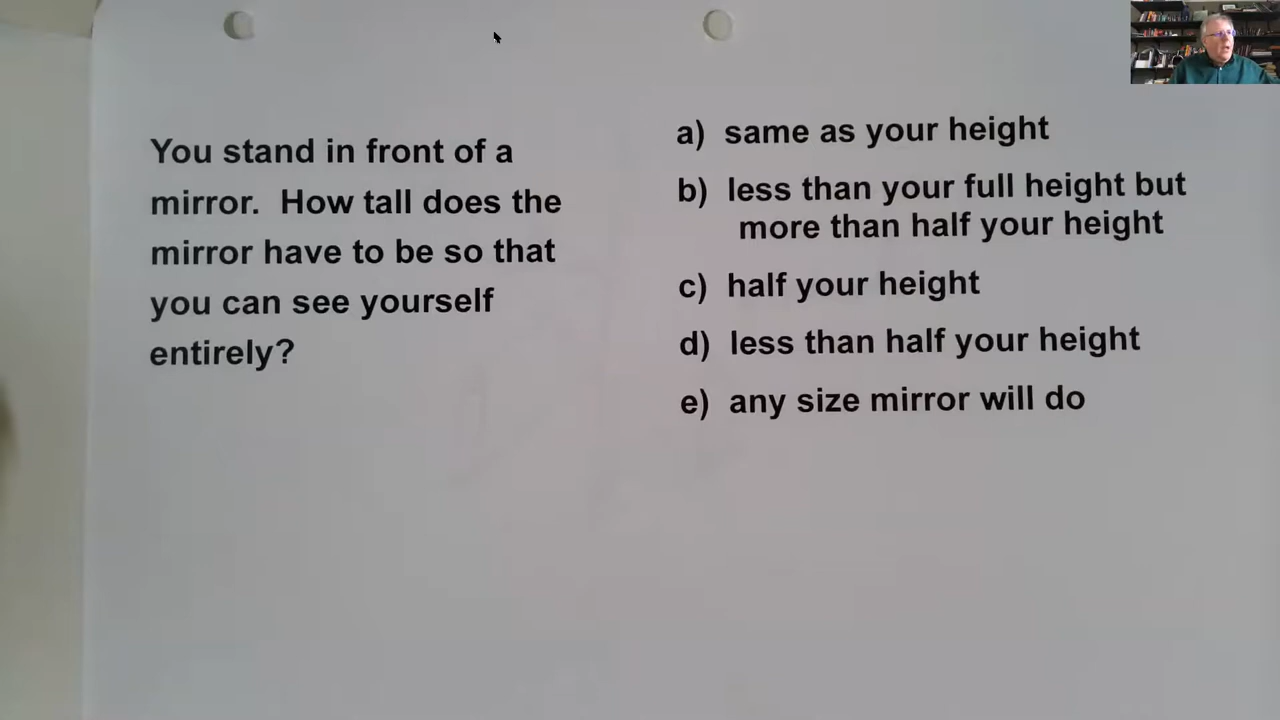 You stand in front of a
mirror. How tall does the
mirror have to be so that
you can see yourself
entirely?
a) same as your height
b) less than your full height but
more than half your height
c) half your height
d) less than half your height
e) any size mirror will do